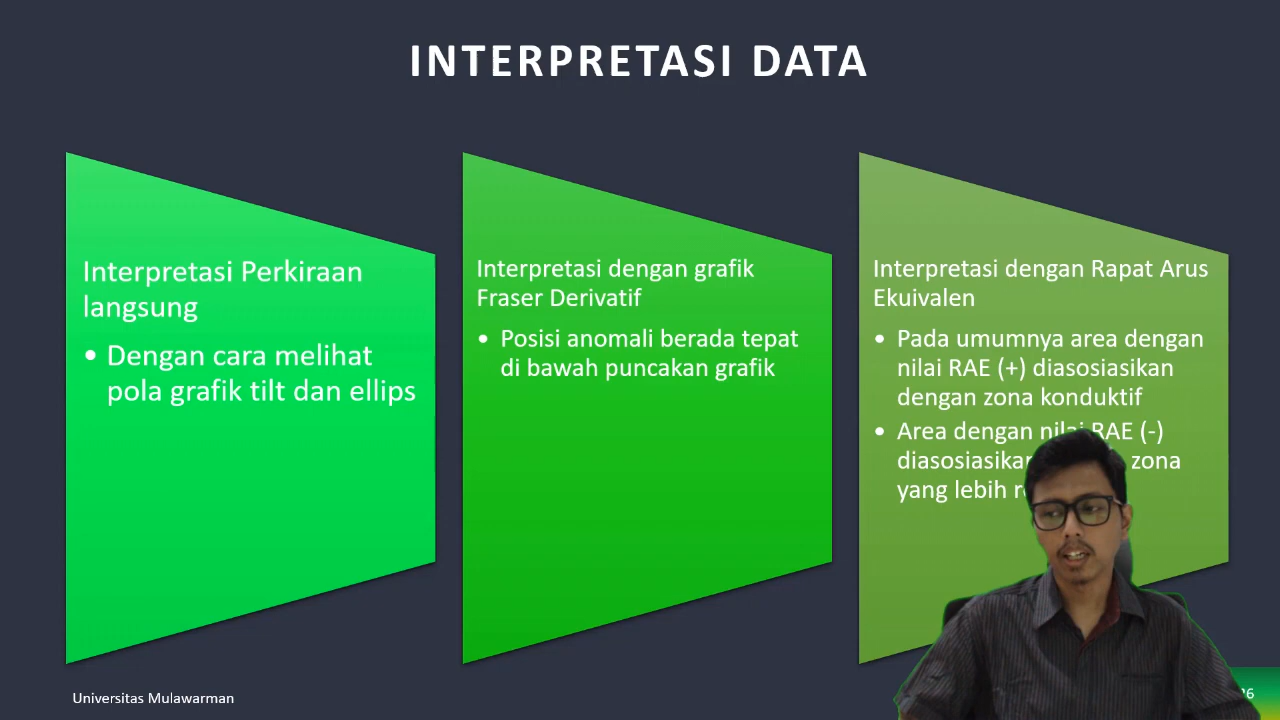 INTERPRETASI DATA
Interpretasi Perkiraan
langsung
• Dengan cara melihat
pola grafik tilt dan ellips
Interpretasi dengan grafik
Fraser Derivatif
• Posisi anomali berada tepat
di bawah puncakan grafik
Interpretasi dengan Rapat Arus
Ekuivalen
• Pada umumnya area dengan
nilai RAE (+) diasosiasikan
dengan zona konduktif
• Area dengan nilai RAE (-)
diasosiasikan zona
yang lebih
Universitas Mulawarman